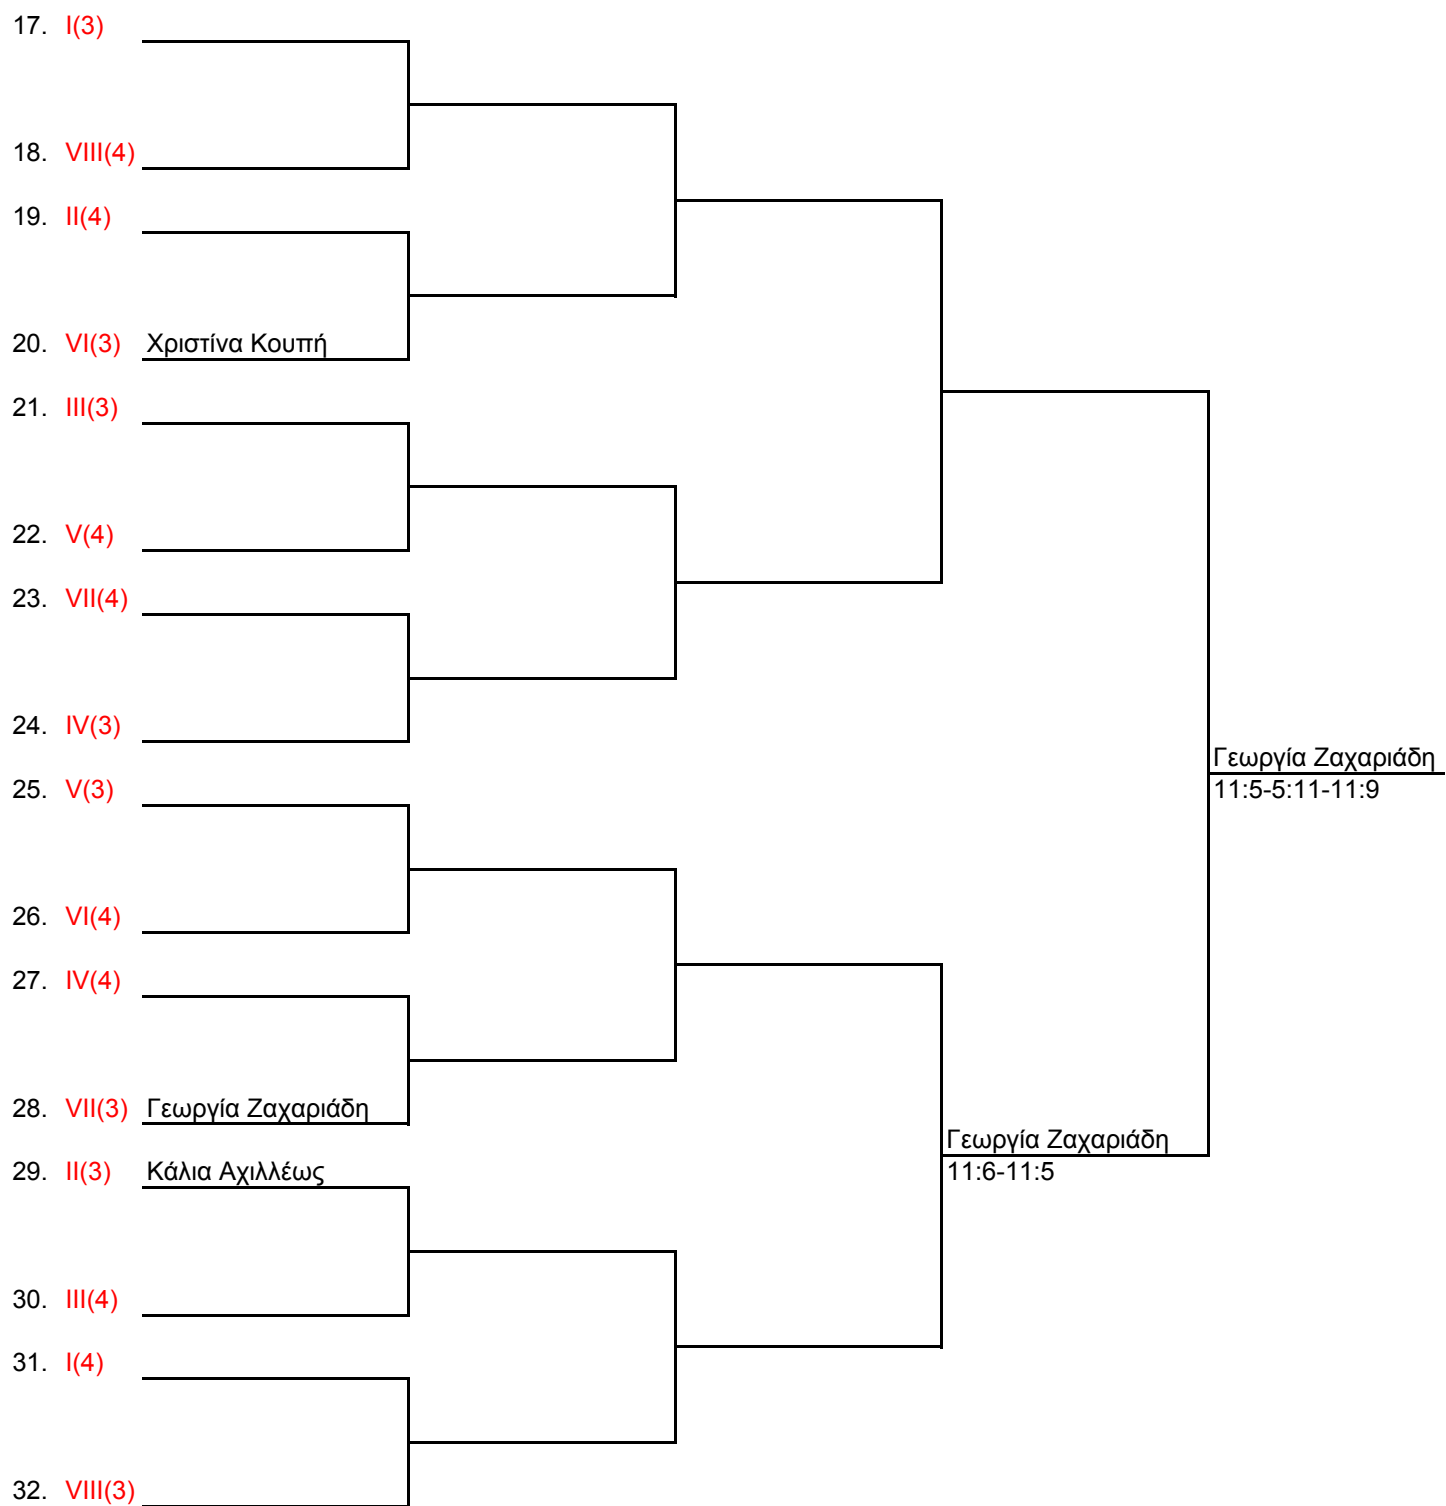 17. I(3)
18. VIII(4)
19. II(4)
20. VI(3) Χριστίνα Κουπή
21. III(3)
22. V(4)
23. VII(4)
24. IV(3)
Γεωργία Ζαχαριάδη
25. V(3)
11:5-5:11-11:9
26. VI(4)
27. IV(4)
28. VII(3) Γεωργία Ζαχαριάδη
Γεωργία Ζαχαριάδη
29. II(3) Κάλια Αχιλλέως
11:6-11:5
30. III(4)
31. I(4)
32. VIII(3)